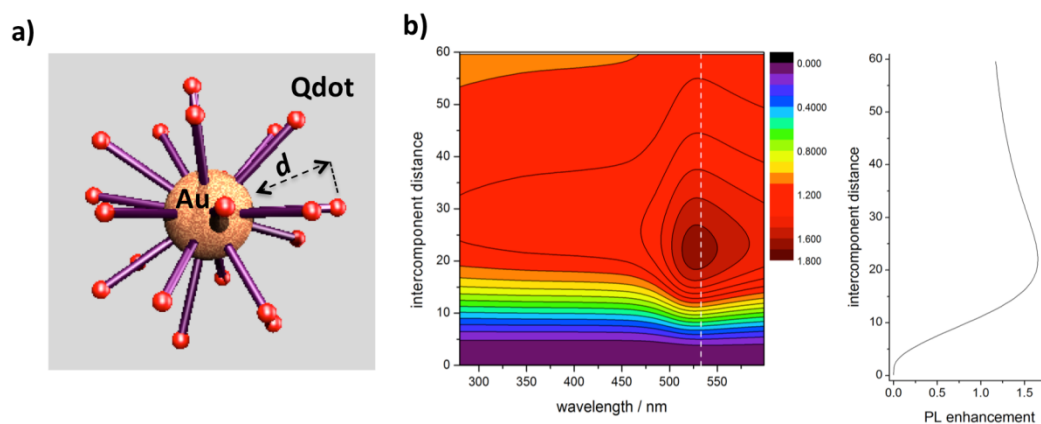 a)
Qdot
d
Au
b)
intercomponent distance
60
50
40
30
20
10
0
300 350 400 450 500 550
wavelength / nm
0.000
0.4000
0.8000
1.200
1.600
1.800
intercomponent distance
60
50
40
30
20
10
0
0.0 0.5 1.0 1.5
PL enhancement